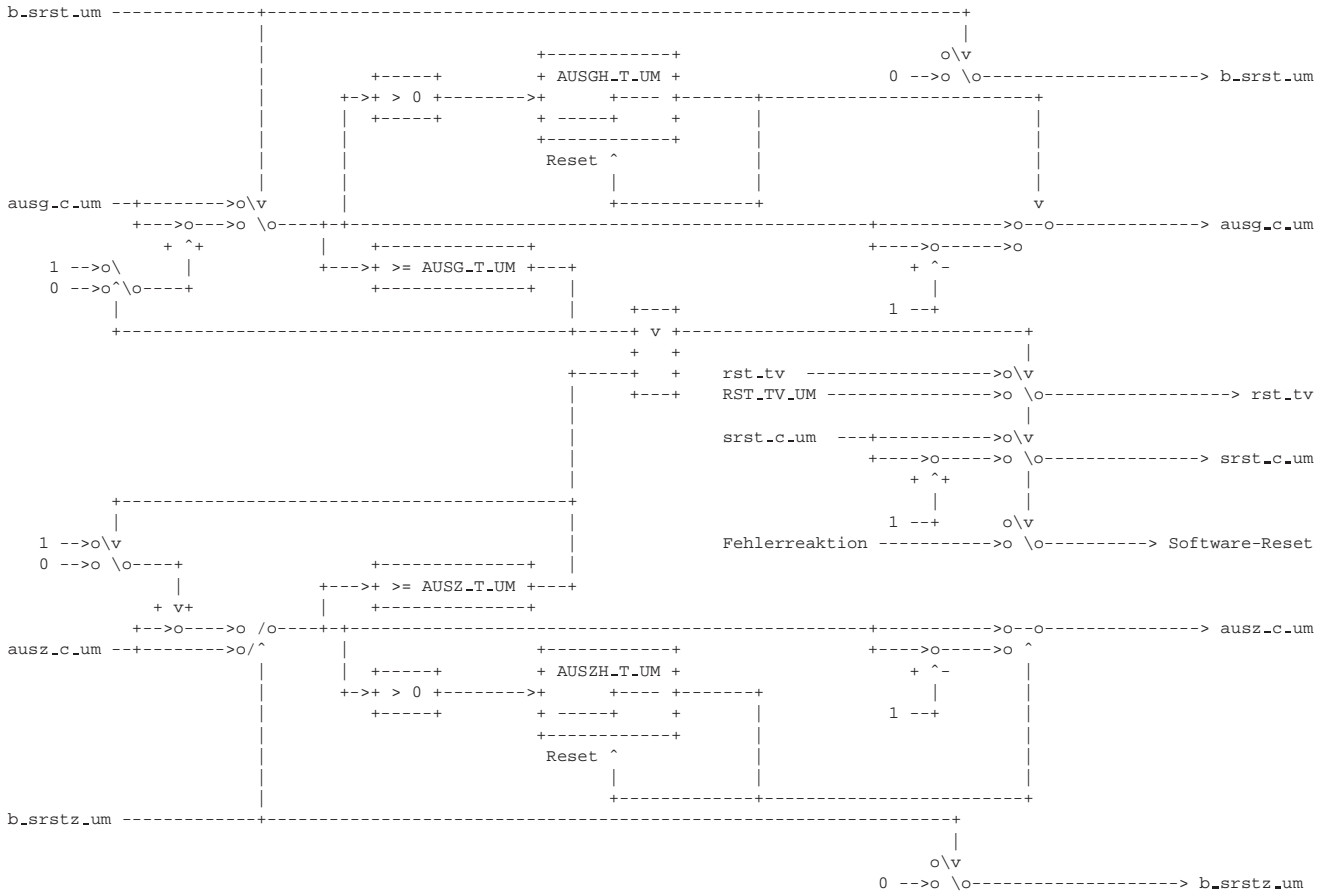 b_srst_um
AUSGH_T_UM
0
b_srst_um
> 0
Reset
ausg_c_um
ausg_c_um
1
>= AUSG_T_UM
0
1
v
rst_tv
RST_TV_UM
rst_tv
srst_c_um
srst_c_um
1
1
Fehlerreaktion
Software-Reset
0
>= AUSZ_T_UM
ausz_c_um
ausz_c_um
AUSZH_T_UM
> 0
1
Reset
b_srstz_um
0
b_srstz_um